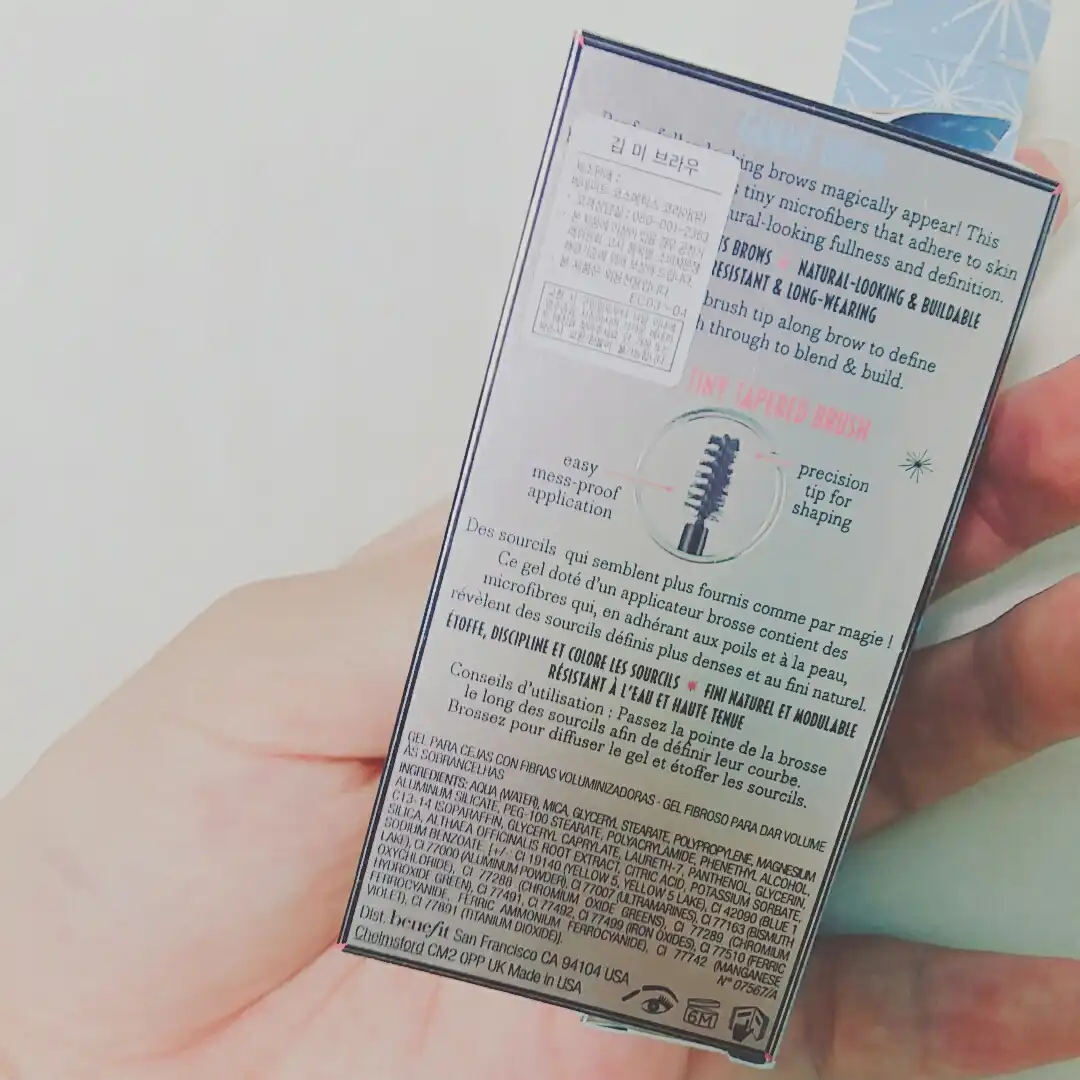 김 미 브라우
고객상담실 : 080-001-2363
king brows magically appear! This
s tiny microfibers that adhere to skin
ural-looking fullness and definition.
S BROWS NATURAL-LOOKING & BUILDABLE
RESISTANT & LONG-WEARING
brush tip along brow to define
h through to blend & build.
TINY TAPERED BRUSH
easy
mess-proof
application
precision
tip for
shaping
Des sourcils qui semblent plus fournis comme par magie !
Ce gel doté d'un applicateur brosse contient des
microfibres qui, en adhérant aux poils et à la peau,
révèlent des sourcils définis plus denses et au fini naturel.
ÉTOFFE, DISCIPLINE ET COLORE LES SOURCILS FINI NATUREL ET MODULABLE
RÉSISTANT À L'EAU ET HAUTE TENUE
Conseils d'utilisation : Passez la pointe de la brosse
le long des sourcils afin de définir leur courbe.
Brossez pour diffuser le gel et étoffer les sourcils.
GEL PARA CEJAS CON FIBRAS VOLUMINIZADORAS · GEL FIBROSO PARA DAR VOLUME
ÀS SOBRANCELHAS
INGREDIENTS: AQUA (WATER), MICA, GLYCERYL STEARATE, POLYPROPYLENE, MAGNESIUM
ALUMINUM SILICATE, PEG-100 STEARATE, POLYACRYLAMIDE, PHENETHYL ALCOHOL,
C13-14 ISOPARAFFIN, GLYCERYL CAPRYLATE, LAURETH-7, PANTHENOL, GLYCERIN,
SILICA, ALTHAEA OFFICINALIS ROOT EXTRACT, CITRIC ACID, POTASSIUM SORBATE,
SODIUM BENZOATE, [+/-: CI 19140 (YELLOW 5, YELLOW 5 LAKE), CI 42090 (BLUE 1
LAKE), CI 77000 (ALUMINUM POWDER), CI 77007 (ULTRAMARINES), CI 77163 (BISMUTH
OXYCHLORIDE), CI 77288 (CHROMIUM OXIDE GREENS), CI 77289 (CHROMIUM
HYDROXIDE GREEN), CI 77491, CI 77492, CI 77499 (IRON OXIDES), CI 77510 (FERRIC
FERROCYANIDE, FERRIC AMMONIUM FERROCYANIDE), CI 77742 (MANGANESE
VIOLET), CI 77891 (TITANIUM DIOXIDE)].
N° 07567/A
Dist. benefit San Francisco CA 94104 USA
Chelmsford CM2 0PP UK Made in USA
6M